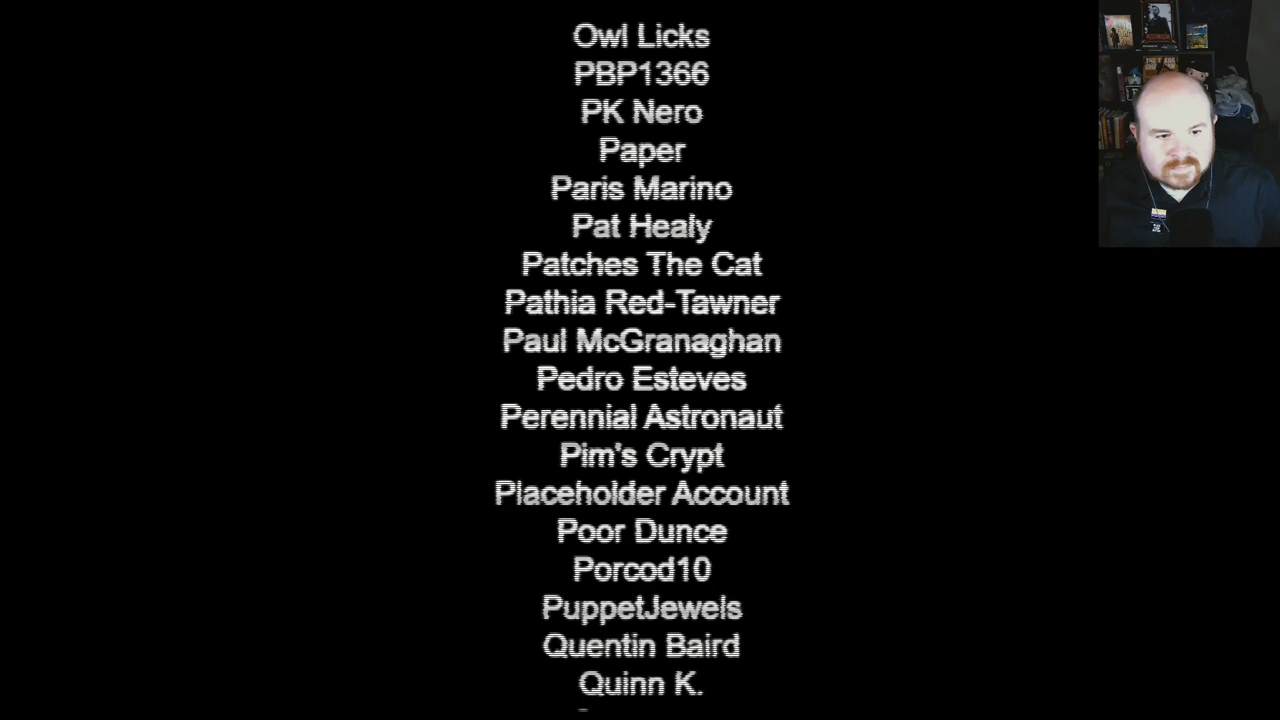 Owl Licks
PBP1366
PK Nero
Paper
Paris Marino
Pat Healy
Patches The Cat
Pathia Red-Tawner
Paul McGranaghan
Pedro Esteves
Perennial Astronaut
Pim's Crypt
Placeholder Account
Poor Dunce
Porcod10
PuppetJewels
Quentin Baird
Quinn K.